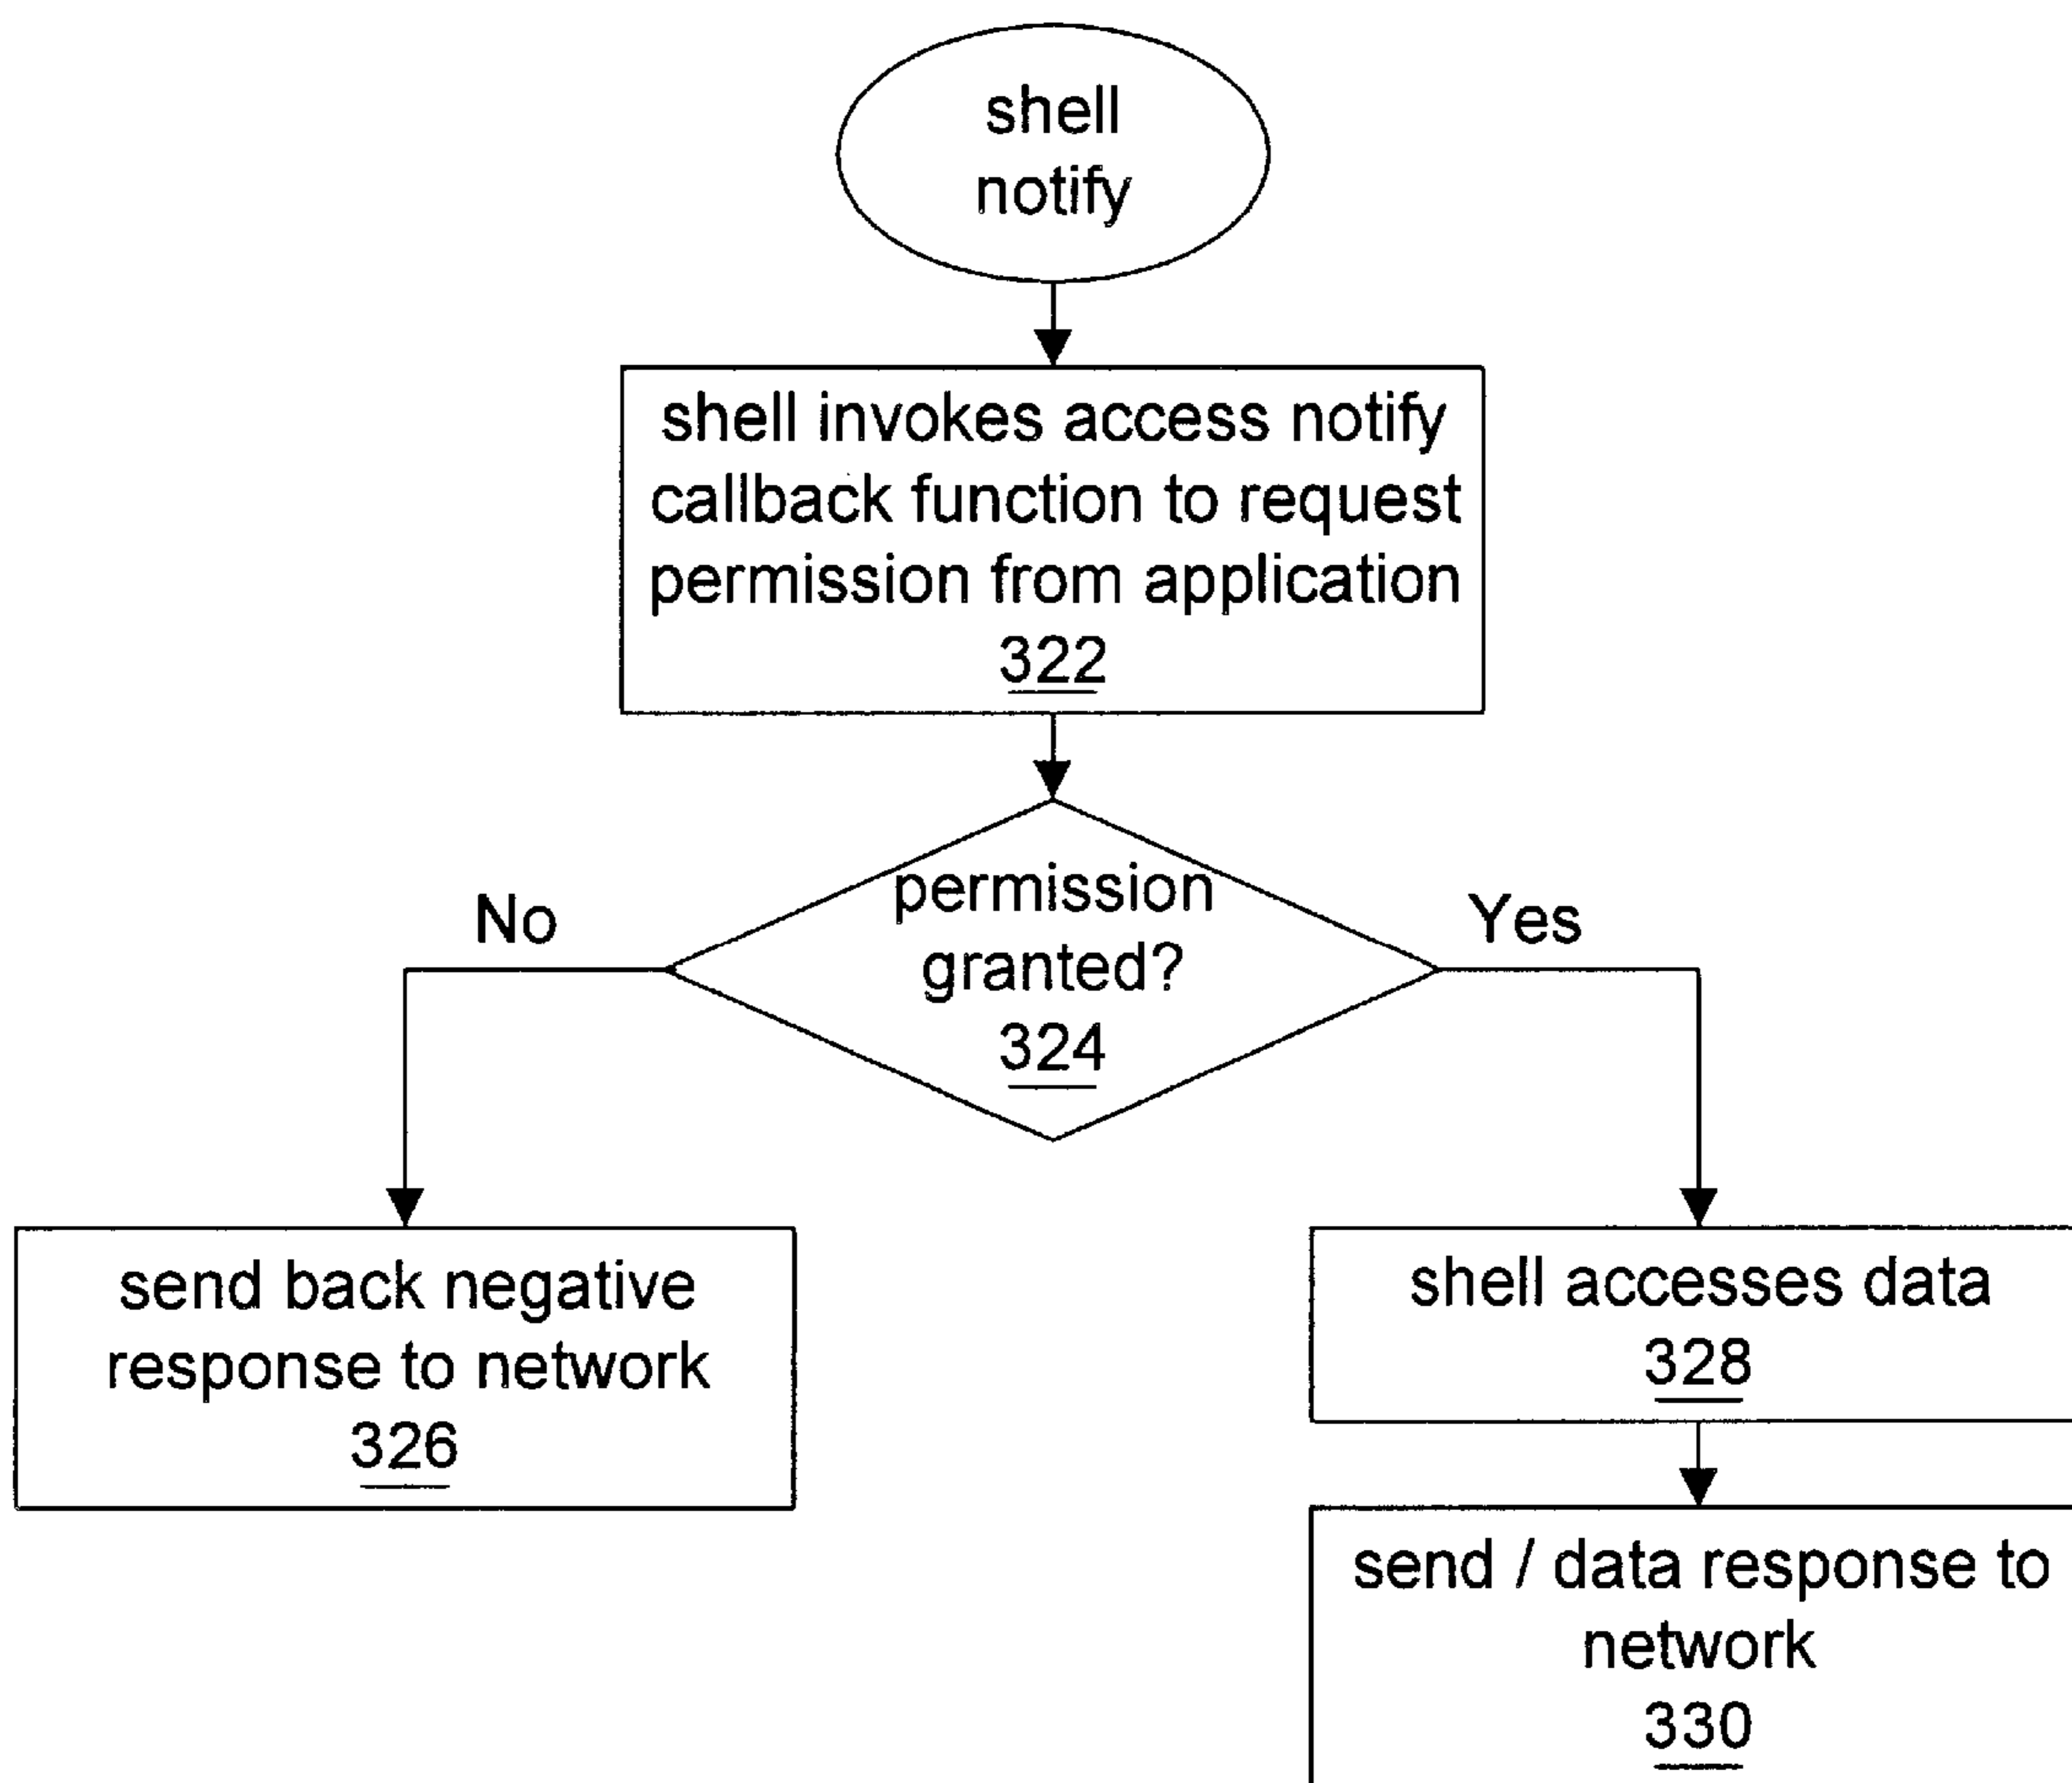 shell
notify
shell invokes access notify
callback function to request
permission from application
322
permission
granted?
324
No
Yes
send back negative
response to network
326
shell accesses data
328
send / data response to
network
330